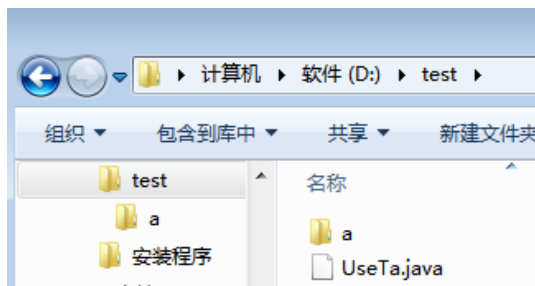 计算机 软件 (D:) test
组织 包含到库中 共享 新建文件夹
test
a
安装程序
名称
a
UseTa.java